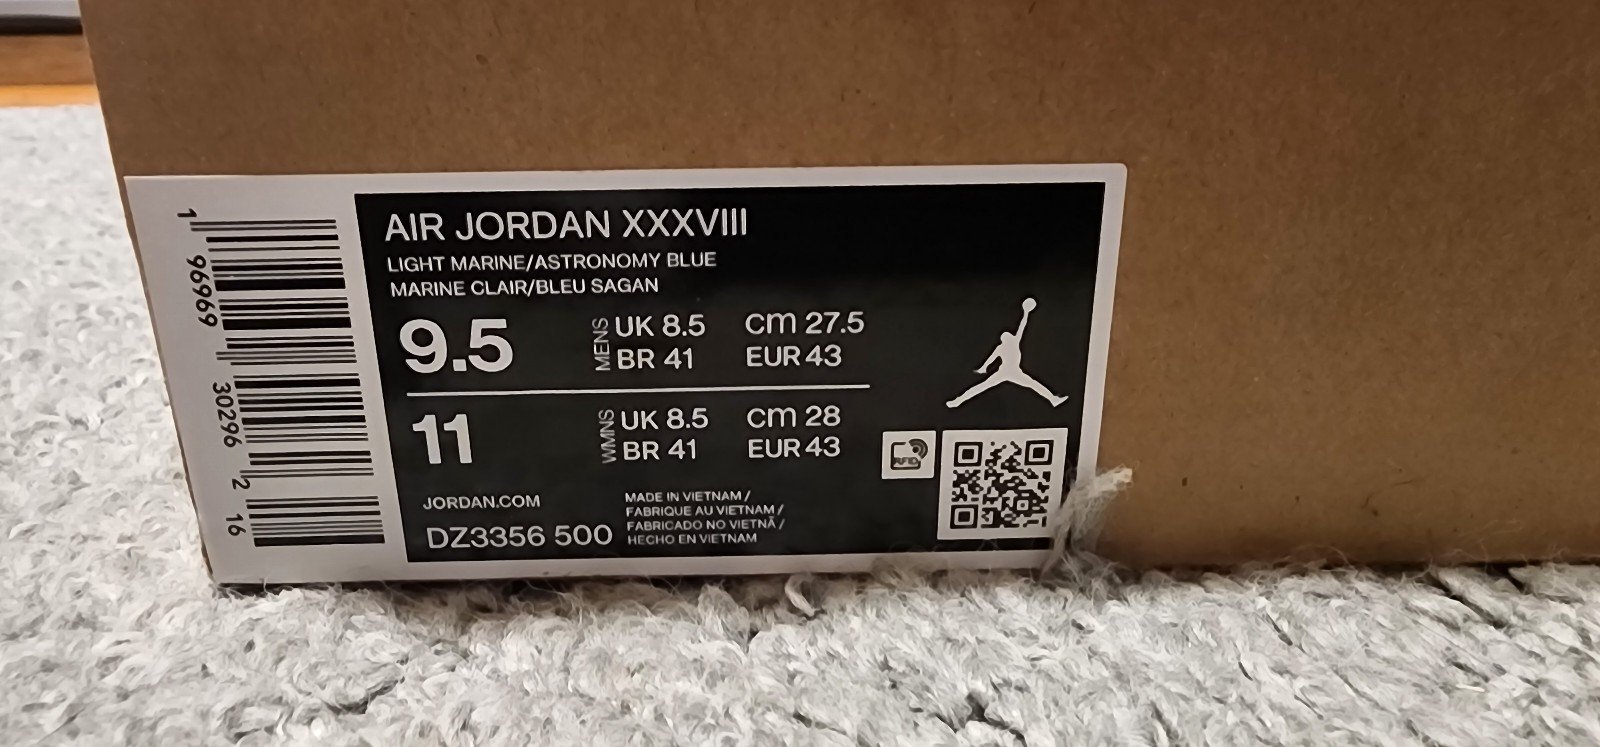 AIR JORDAN XXXVIII
LIGHT MARINE/ASTRONOMY BLUE
MARINE CLAIR/BLEU SAGAN
9.5
MENS
UK 8.5 CM 27.5
BR 41 EUR 43
11
WMNS
UK 8.5 CM 28
BR 41 EUR 43
RFID
JORDAN.COM
DZ3356 500
MADE IN VIETNAM /
FABRIQUE AU VIETNAM /
FABRICADO NO VIETNÃ /
HECHO EN VIETNAM
1 96969 30296 2 16